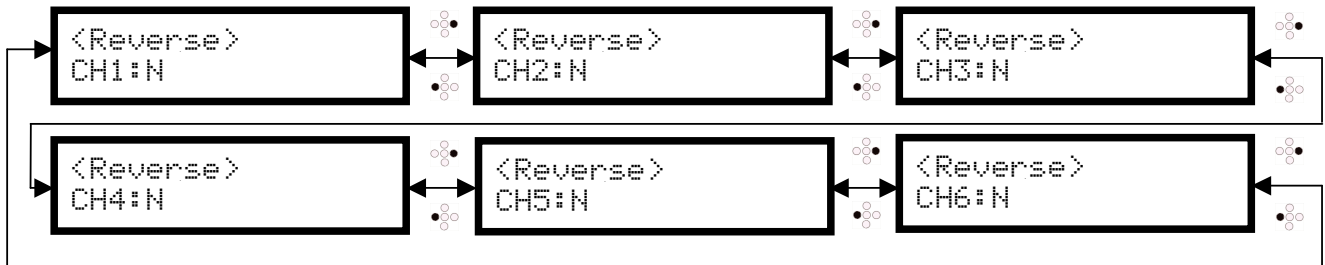 <Reverse>
CH1:N
<Reverse>
CH2:N
<Reverse>
CH3:N
<Reverse>
CH4:N
<Reverse>
CH5:N
<Reverse>
CH6:N